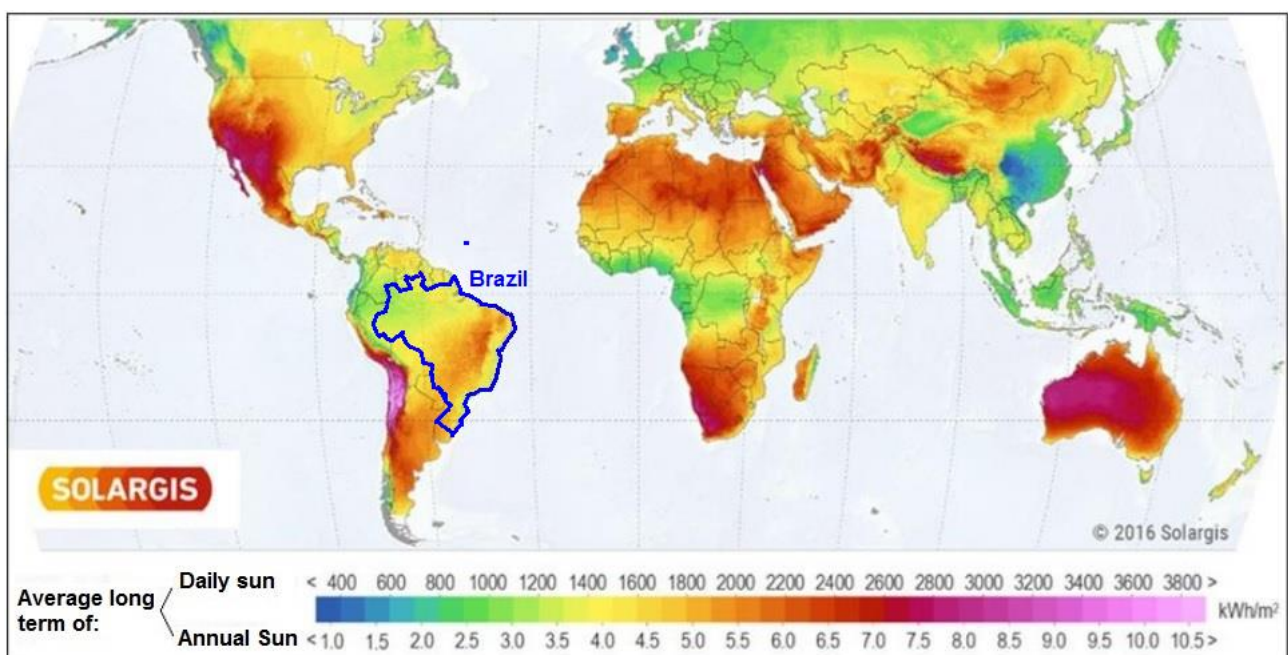 Brazil
SOLARGIS
© 2016 Solargis
Average long term of:
Daily sun < 400 600 800 1000 1200 1400 1600 1800 2000 2200 2400 2600 2800 3000 3200 3400 3600 3800 >
kWh/m²
Annual Sun < 1.0 1.5 2.0 2.5 3.0 3.5 4.0 4.5 5.0 5.5 6.0 6.5 7.0 7.5 8.0 8.5 9.0 9.5 10.0 10.5 >